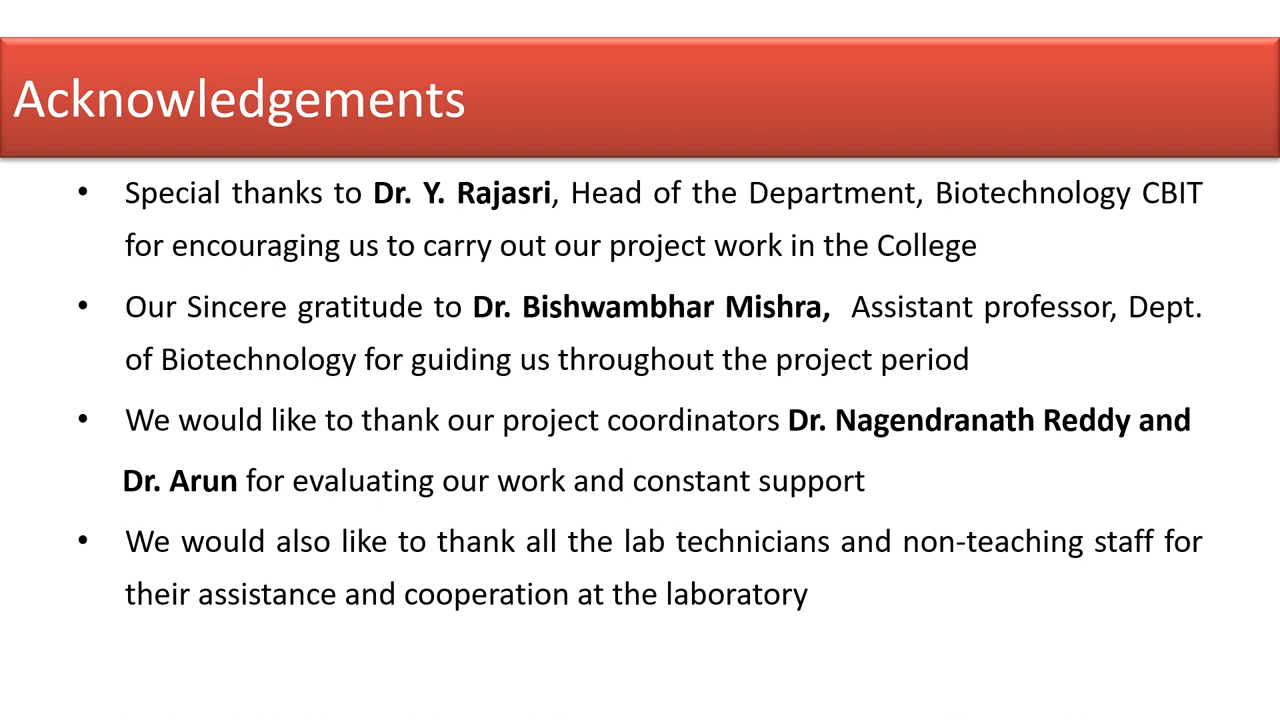 Acknowledgements
• Special thanks to Dr. Y. Rajasri, Head of the Department, Biotechnology CBIT
for encouraging us to carry out our project work in the College
• Our Sincere gratitude to Dr. Bishwambhar Mishra, Assistant professor, Dept.
of Biotechnology for guiding us throughout the project period
• We would like to thank our project coordinators Dr. Nagendranath Reddy and
Dr. Arun for evaluating our work and constant support
• We would also like to thank all the lab technicians and non-teaching staff for
their assistance and cooperation at the laboratory